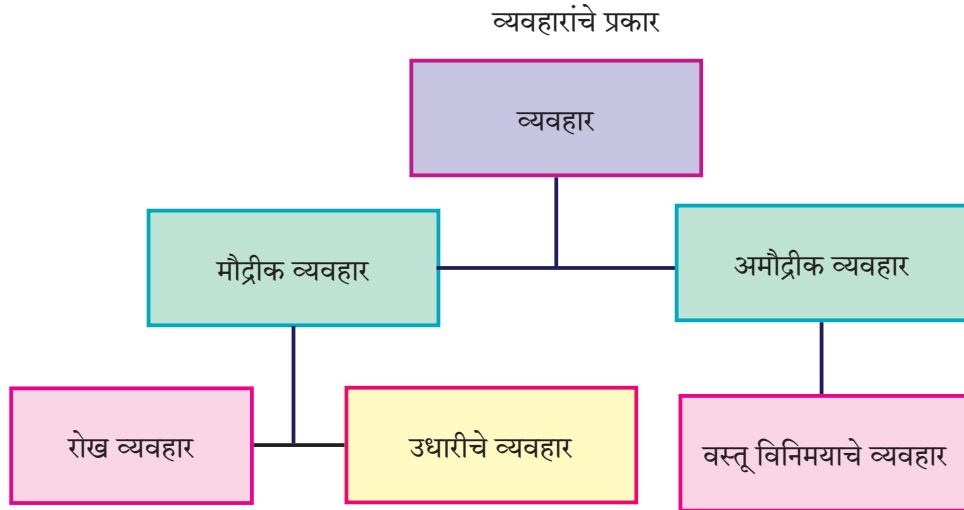 व्यवहारांचे प्रकार
व्यवहार
मौद्रीक व्यवहार
अमौद्रीक व्यवहार
रोख व्यवहार
उधारीचे व्यवहार
वस्तू विनिमयाचे व्यवहार